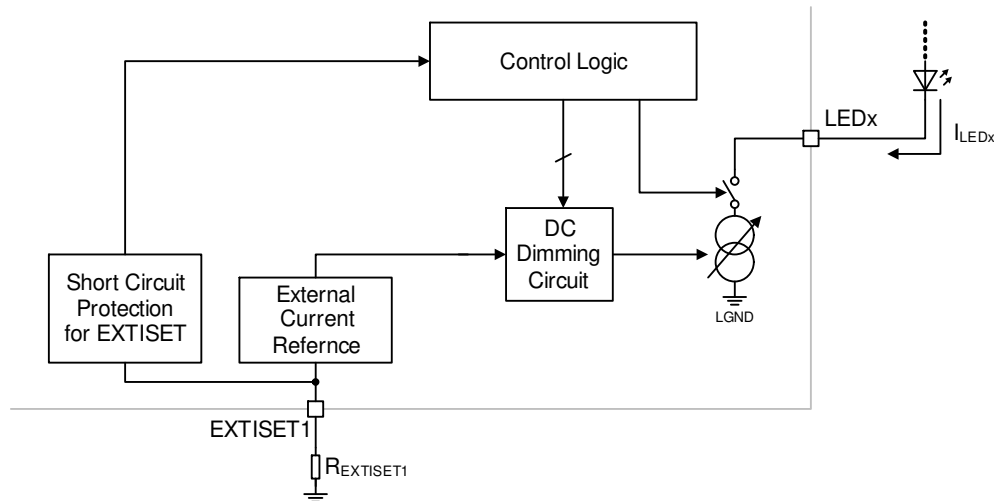 Control Logic
LEDx
ILEDx
DC
Dimming
Circuit
Short Circuit
Protection
for EXTISET
External
Current
Refernce
LGND
EXTISET1
REXTISET1